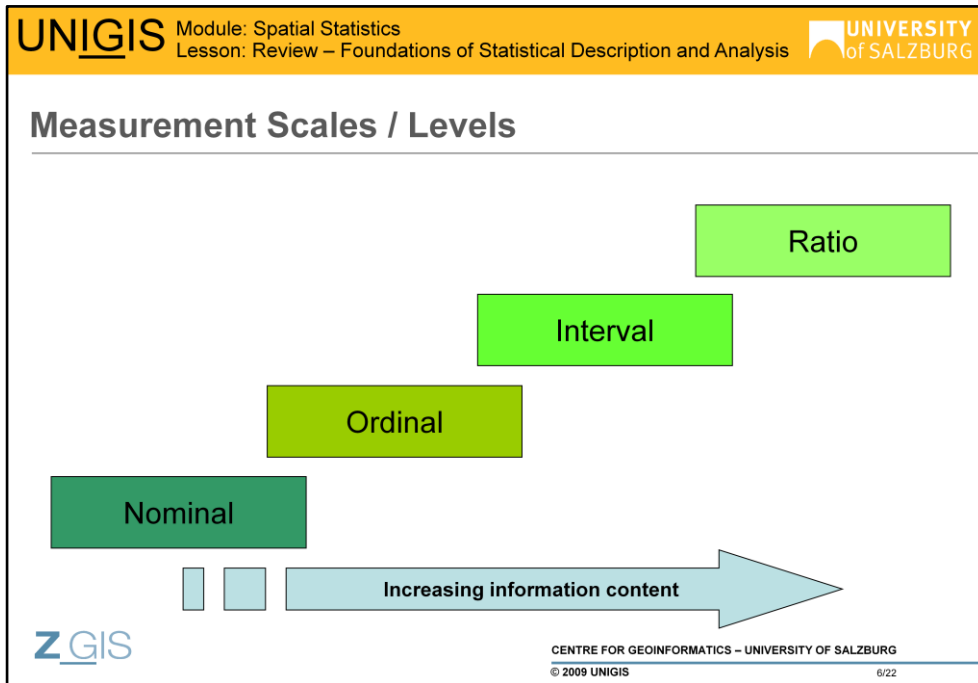 UNIGIS
Module: Spatial Statistics
Lesson: Review – Foundations of Statistical Description and Analysis
UNIVERSITY
of SALZBURG
Measurement Scales / Levels
Ratio
Interval
Ordinal
Nominal
Increasing information content
Z_GIS
CENTRE FOR GEOINFORMATICS – UNIVERSITY OF SALZBURG
© 2009 UNIGIS 6/22